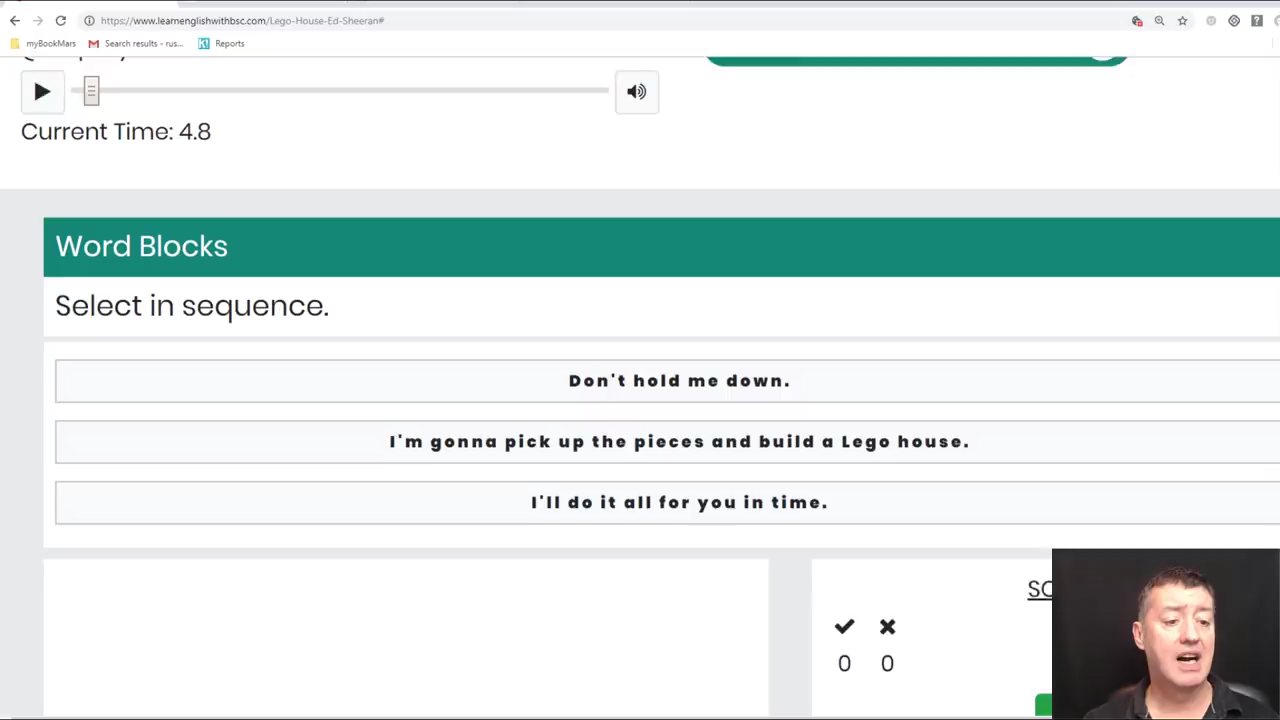 https://www.learnenglishwithbsc.com/Lego-House-Ed-Sheeran#
myBookMars
Search results - rus...
Reports
Current Time: 4.8
Word Blocks
Select in sequence.
Don't hold me down.
I'm gonna pick up the pieces and build a Lego house.
I'll do it all for you in time.
0 0